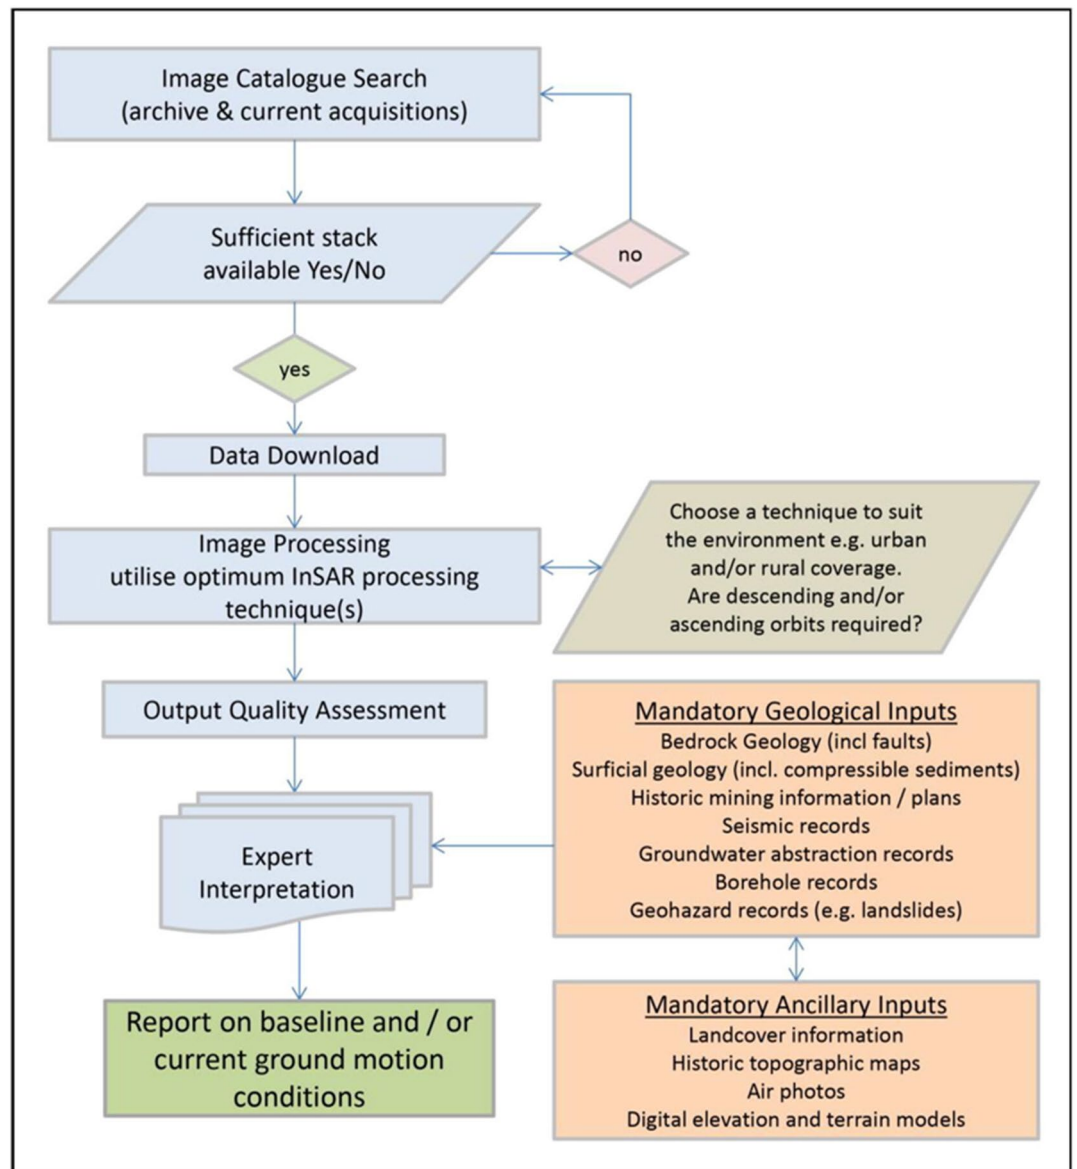 Image Catalogue Search
(archive & current acquisitions)
Sufficient stack
available Yes/No
no
yes
Data Download
Image Processing
utilise optimum InSAR processing
technique(s)
Choose a technique to suit
the environment e.g. urban
and/or rural coverage.
Are descending and/or
ascending orbits required?
Output Quality Assessment
Mandatory Geological Inputs
Bedrock Geology (incl faults)
Surficial geology (incl. compressible sediments)
Historic mining information / plans
Seismic records
Groundwater abstraction records
Borehole records
Geohazard records (e.g. landslides)
Expert
Interpretation
Report on baseline and / or
current ground motion
conditions
Mandatory Ancillary Inputs
Landcover information
Historic topographic maps
Air photos
Digital elevation and terrain models